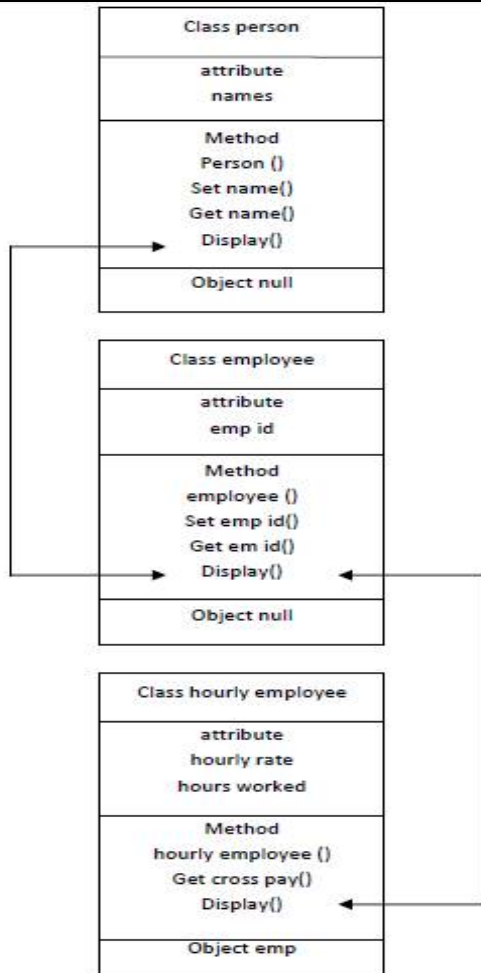 Class person
attribute
names
Method
Person ()
Set name()
Get name()
Display()
Object null
Class employee
attribute
emp id
Method
employee ()
Set emp id()
Get em id()
Display()
Object null
Class hourly employee
attribute
hourly rate
hours worked
Method
hourly employee ()
Get cross pay()
Display()
Object emp